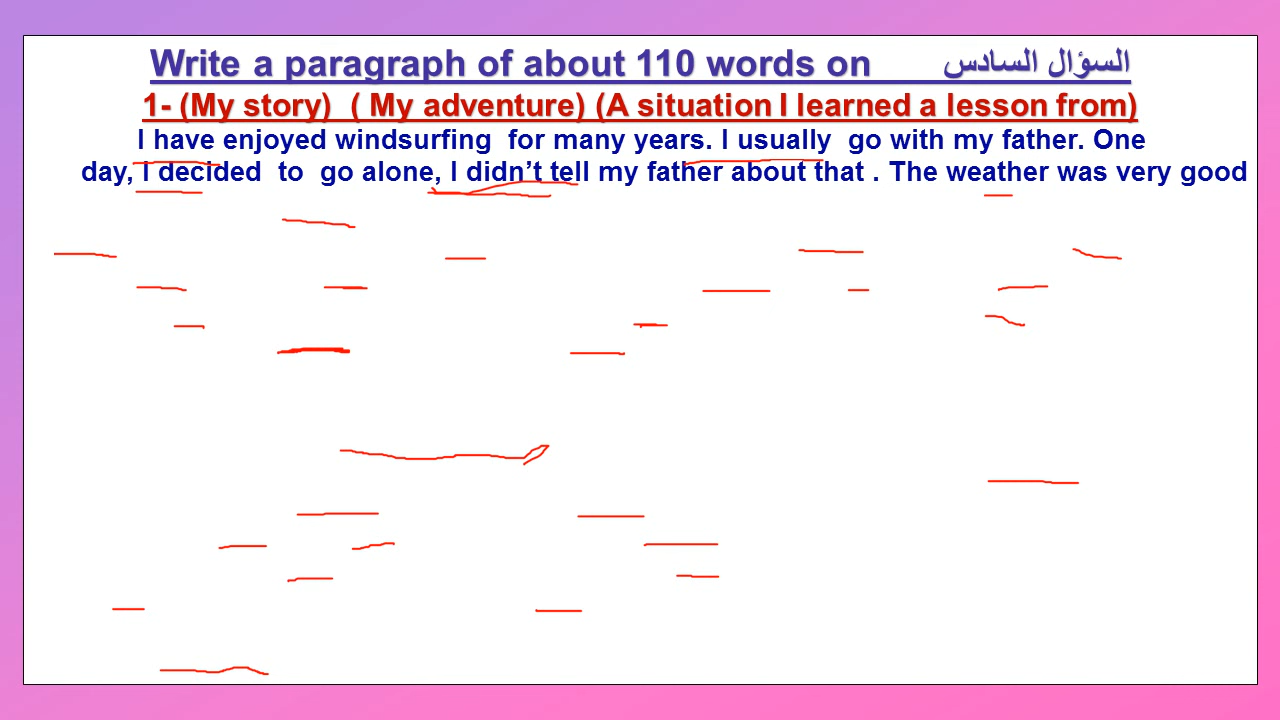 Write a paragraph of about 110 words on السؤال السادس
1- (My story) ( My adventure) (A situation I learned a lesson from)
I have enjoyed windsurfing for many years. I usually go with my father. One
day, I decided to go alone, I didn’t tell my father about that . The weather was very good